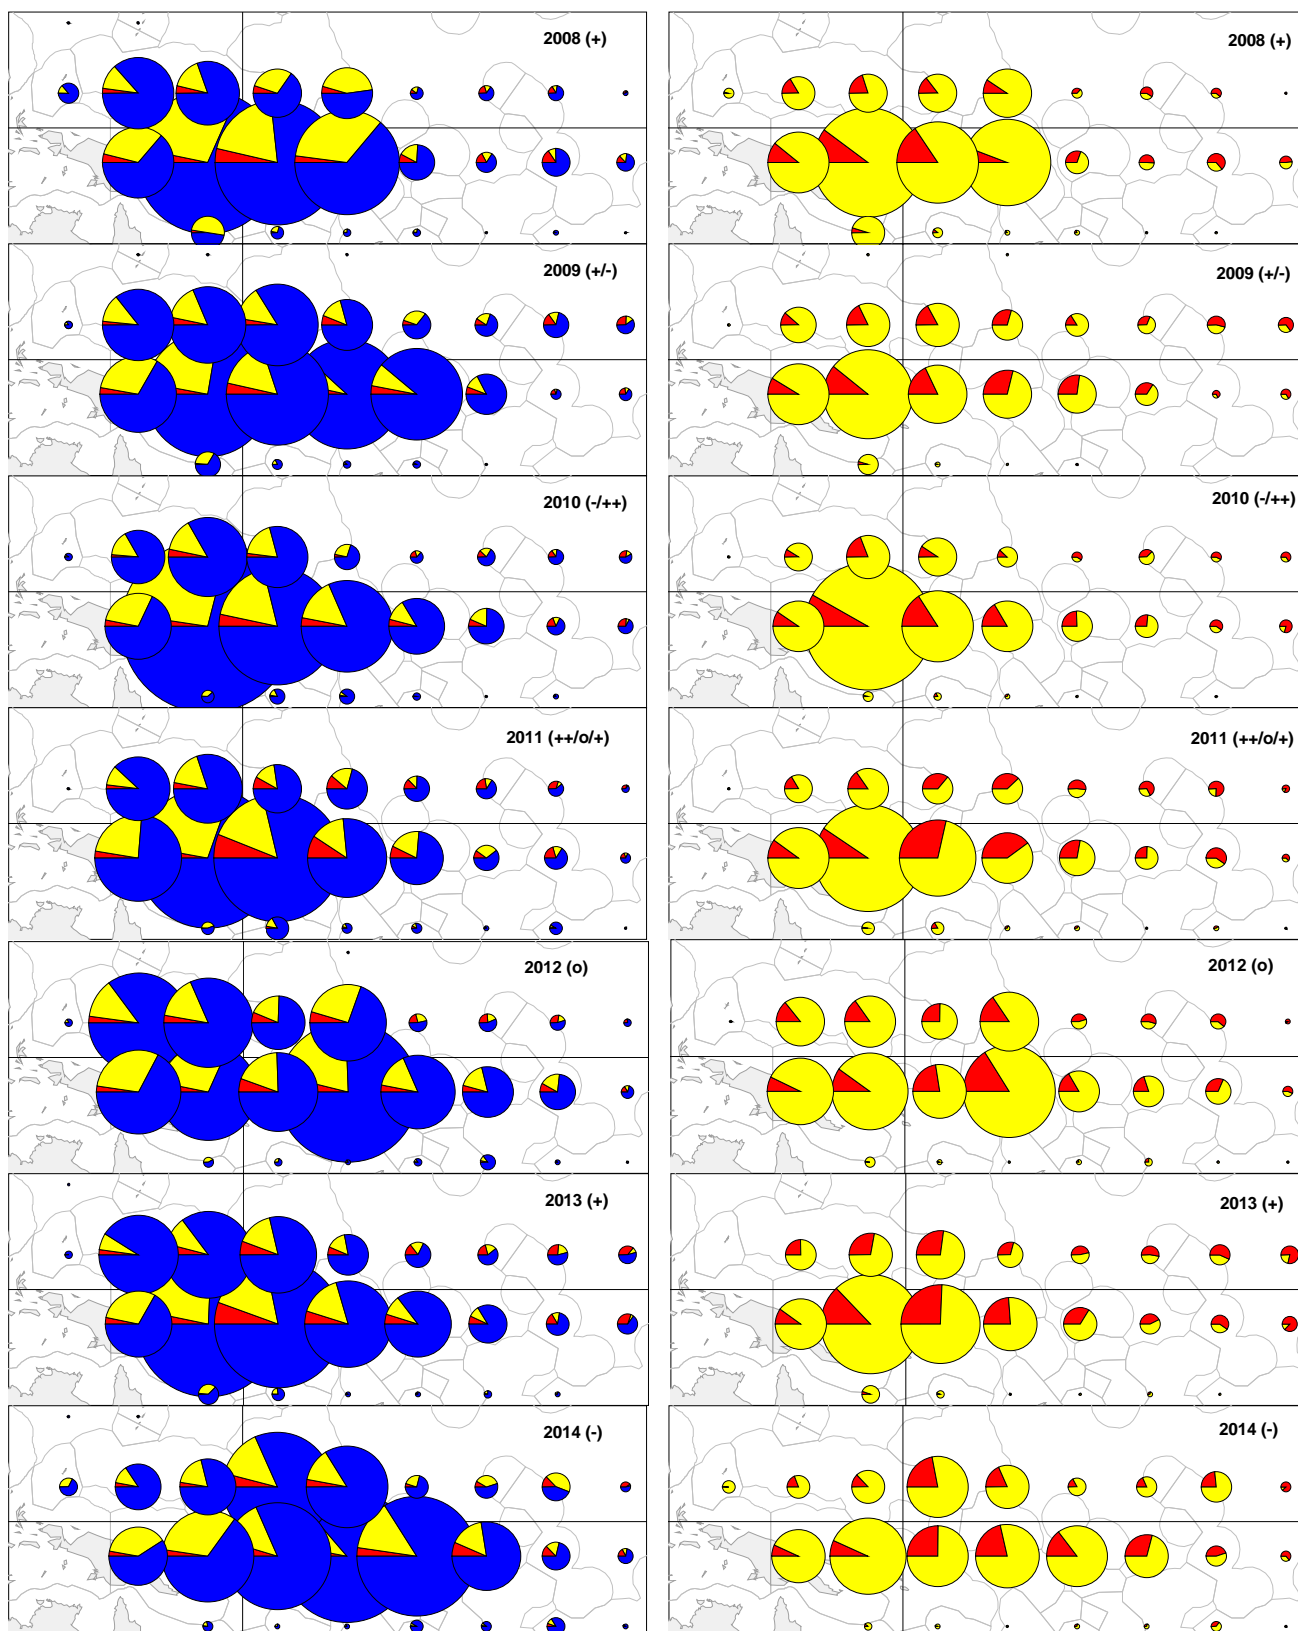 2008 (+)
2008 (+)
2009 (+/-)
2009 (+/-)
2010 (-/++)
2010 (-/++)
2011 (++/o/+)
2011 (++/o/+)
2012 (o)
2012 (o)
2013 (+)
2013 (+)
2014 (-)
2014 (-)